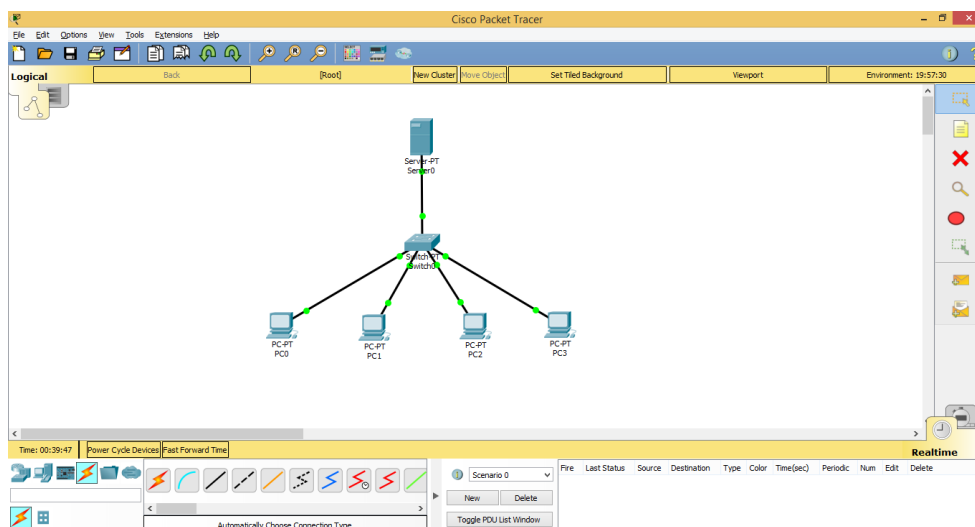 Cisco Packet Tracer
File Edit Options View Tools Extensions Help
Logical Back [Root] New Cluster Move Object Set Tiled Background Viewport Environment: 19:57:30
Server-PT
Server0
Switch-PT
Switch0
PC-PT
PC0
PC-PT
PC1
PC-PT
PC2
PC-PT
PC3
Time: 00:39:47 Power Cycle Devices Fast Forward Time Realtime
Scenario 0
New Delete
Toggle PDU List Window
Fire Last Status Source Destination Type Color Time(sec) Periodic Num Edit Delete
Automatically Choose Connection Type